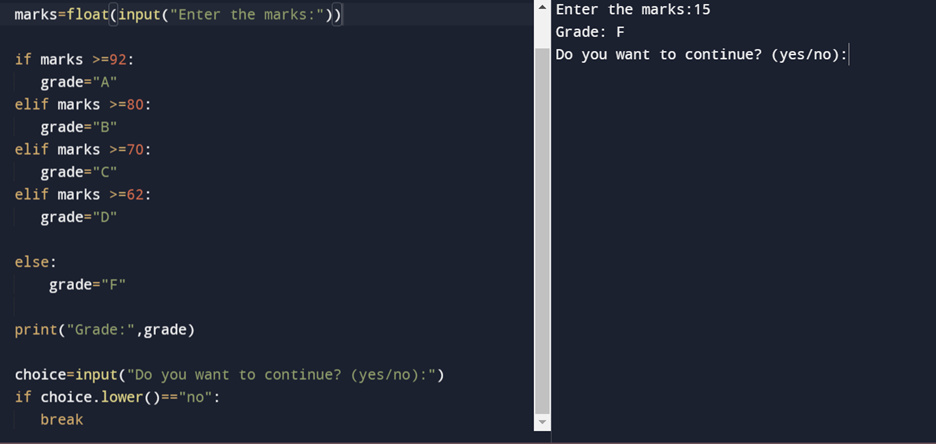 marks=float(input("Enter the marks:"))
if marks >=92:
grade="A"
elif marks >=80:
grade="B"
elif marks >=70:
grade="C"
elif marks >=62:
grade="D"
else:
grade="F"
print("Grade:",grade)
choice=input("Do you want to continue? (yes/no):")
if choice.lower()=="no":
break
Enter the marks:15
Grade: F
Do you want to continue? (yes/no):